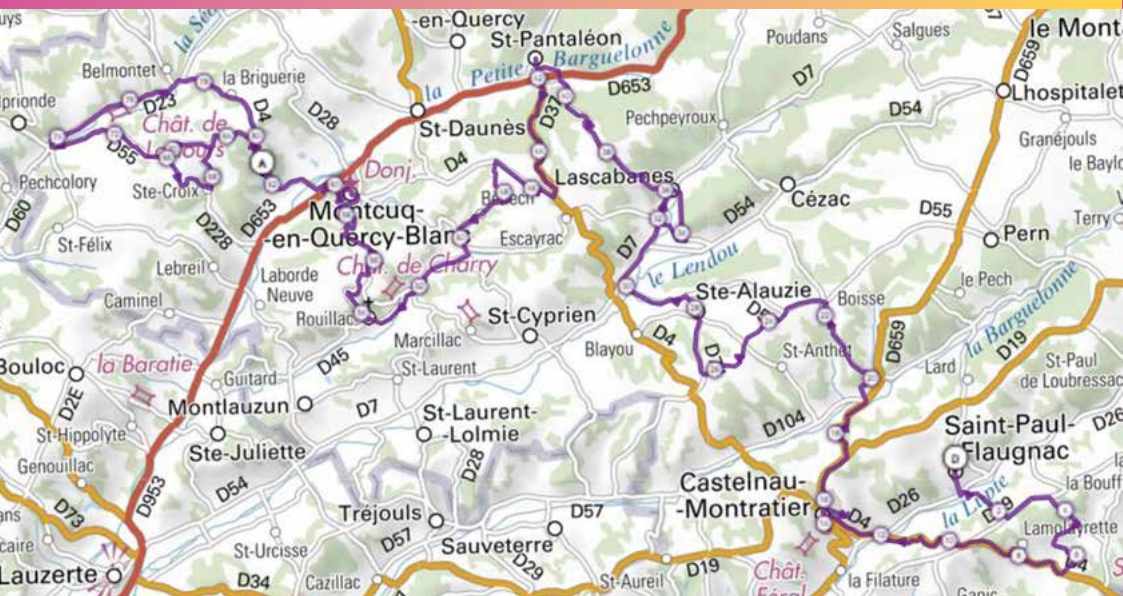 -en-Quercy
St-Pantaléon
Poudans
Salgues
le Mont
D659
Belmontet
la Briguerie
Petite Barguelonne
D7
D23
D4
D28
la
D653
Lhospitalet
D37
D54
Chât. de
St-Daunès
Pechpeyroux
Granéjouls
D55
D4
le Baylo
Donj.
Lascabanes
Ste-Croix
Pechcolory
Cézac
D54
D55
D60
D228
D653
Montcuq-
-en-Quercy-Blanc
Escayrac
D7
Terry
Pern
St-Félix
Lebreil
Chât. de Charry
le Lendou
Laborde
Neuve
Ste-Alauzie
le Pech
Caminel
Boisse
la Barguelonne
Rouillac
St-Cyprien
Marcillac
D4
D659
D19
Bouloc
la Baratie
D45
Blayou
St-Anthet
St-Paul
de Loubressac
Guitard
St-Laurent
Lard
D2E
Montlauzun
D7
St-Laurent-
-Lolmie
D104
Saint-Paul-
-Flaugnac
D26
St-Hippolyte
Ste-Juliette
D28
Genouillac
D953
D54
Castelnau-
-Montratier
D26
la Lupte
la Bouff
D73
Tréjouls
D57
D4
Lamolayrette
St-Urcisse
D57
Sauveterre
D29
Lauzerte
D34
Cazillac
St-Aureil
D19
Chât.
Féral
la Filature
Ganic